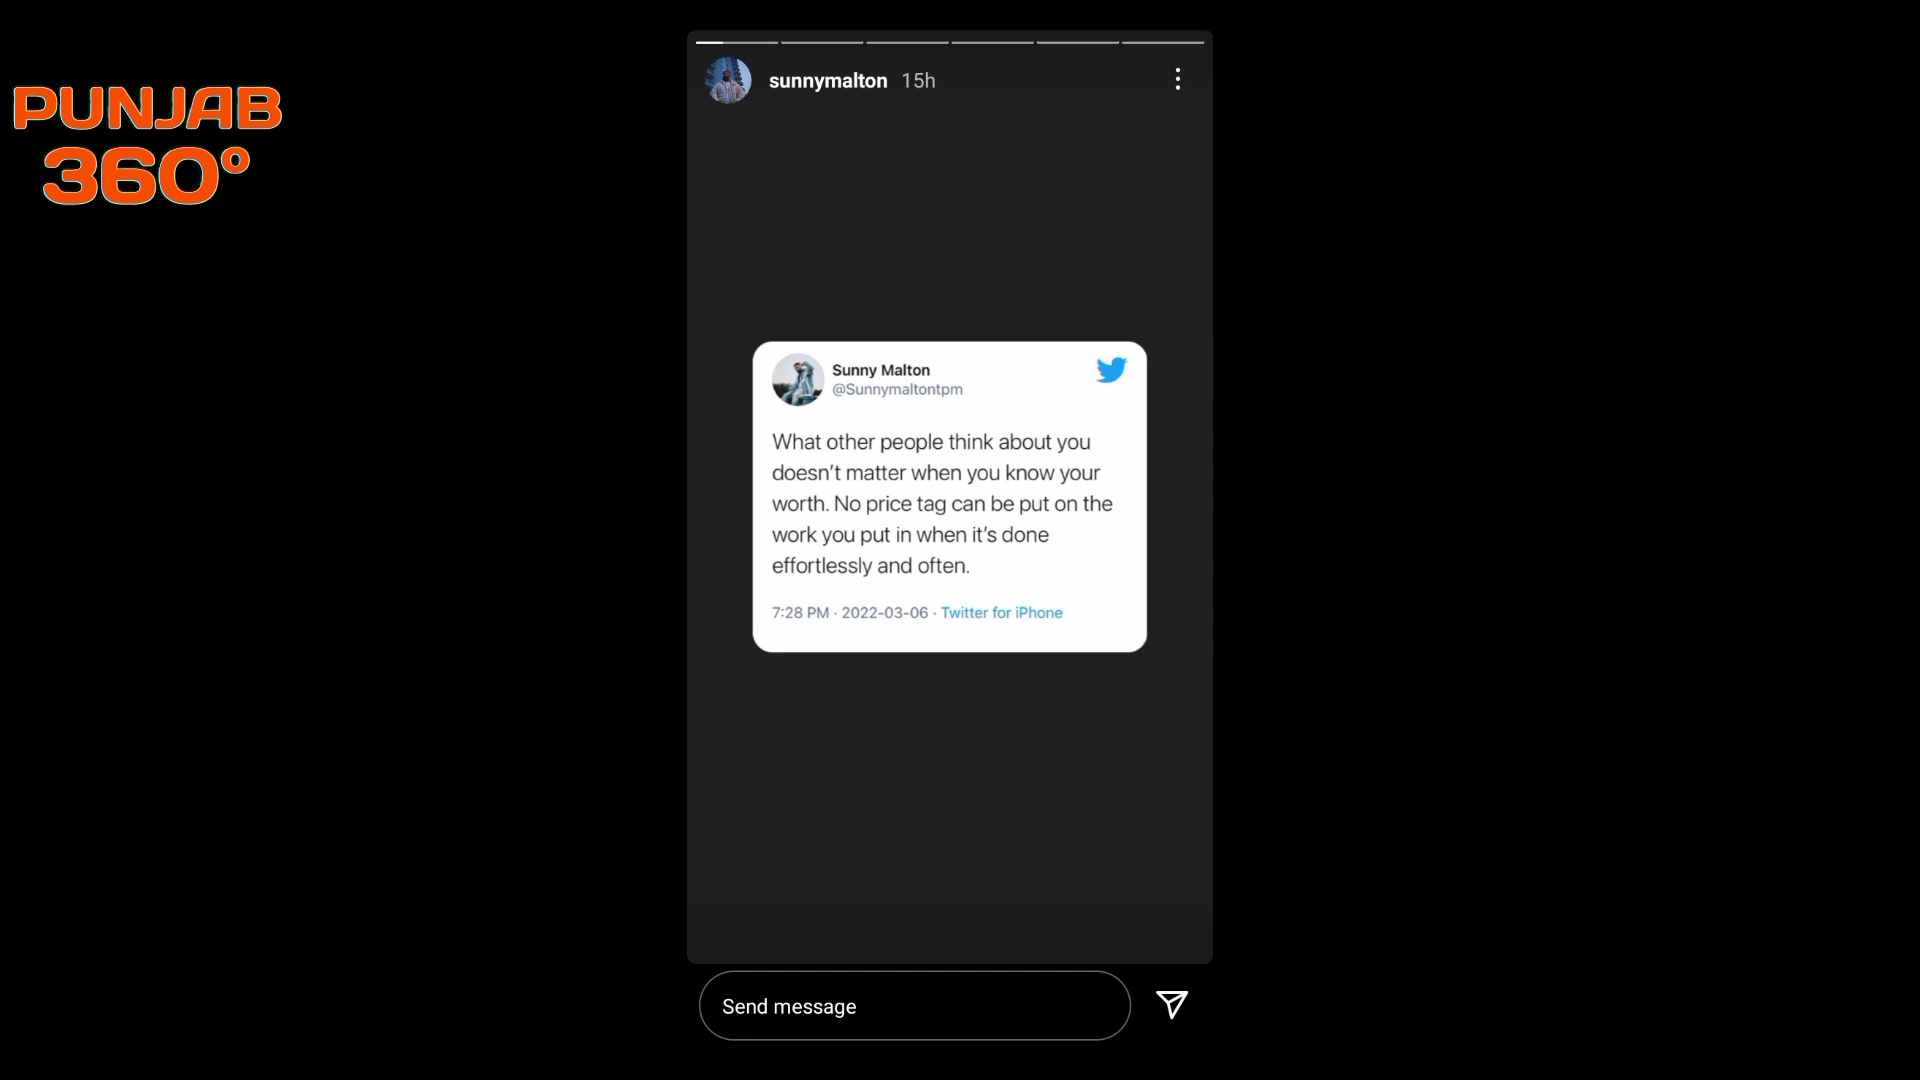 PUNJAB
360°
sunnymalton 15h
Sunny Malton
@Sunnymaltontpm
What other people think about you
doesn't matter when you know your
worth. No price tag can be put on the
work you put in when it's done
effortlessly and often.
7:28 PM · 2022-03-06 · Twitter for iPhone
Send message